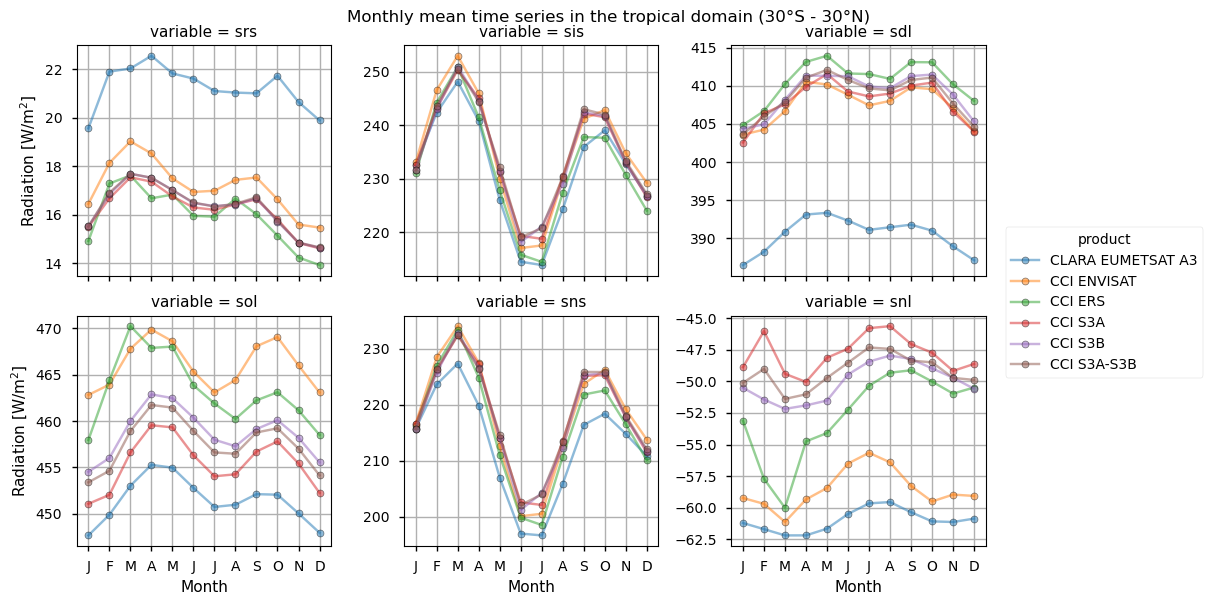 Monthly mean time series in the tropical domain (30°S - 30°N)
variable = srs
variable = sis
variable = sdl
Radiation [W/m²]
22
20
18
16
14
250
240
230
220
415
410
405
400
395
390
product
CLARA EUMETSAT A3
CCI ENVISAT
CCI ERS
CCI S3A
CCI S3B
CCI S3A-S3B
variable = sol
variable = sns
variable = snl
Radiation [W/m²]
470
465
460
455
450
230
220
210
200
−45.0
−47.5
−50.0
−52.5
−55.0
−57.5
−60.0
−62.5
J F M A M J J A S O N D
J F M A M J J A S O N D
J F M A M J J A S O N D
Month
Month
Month